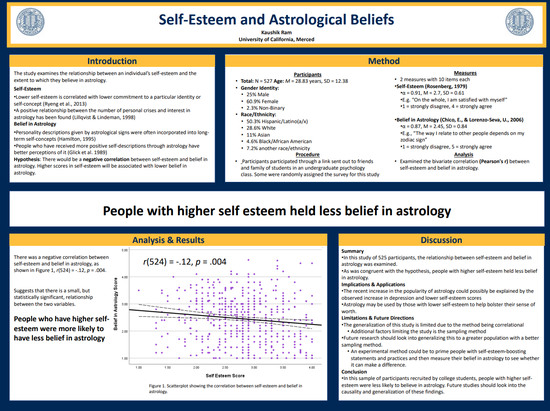 Self-Esteem and Astrological Beliefs
Kaushik Ram
University of California, Merced
Introduction
The study examines the relationship between an individual's self-esteem and the
extent to which they believe in astrology.
Self-Esteem
•Lower self-esteem is correlated with lower commitment to a particular identity or
self-concept (Ryeng et al., 2013)
•A positive relationship between the number of personal crises and interest in
astrology has been found (Lillqvist & Lindeman, 1998)
Belief in Astrology
•Personality descriptions given by astrological signs were often incorporated into long-
term self-concepts (Hamilton, 1995)
•People who have received more positive self-descriptions through astrology have
better perceptions of it (Glick et al. 1989)
Hypothesis: There would be a negative correlation between self-esteem and belief in
astrology. Higher scores in self-esteem will be associated with lower belief in
astrology.
Method
Participants
• Total: N = 527 Age: M = 28.83 years, SD = 12.38
• Gender Identity:
• 25% Male
• 60.9% Female
• 2.3% Non-Binary
• Race/Ethnicity:
• 50.3% Hispanic/Latino(a/x)
• 28.6% White
• 11% Asian
• 4.6% Black/African American
• 7.2% another race/ethnicity
Procedure
• Participants participated through a link sent out to friends and
family of students in an undergraduate psychology
class. Some were randomly assigned the survey for this study
Measures
• 2 measures with 10 items each
•Self-Esteem (Rosenberg, 1979)
•α = 0.91, M = 2.7, SD = 0.61
•E.g. "On the whole, I am satisfied with myself"
•1 = strongly disagree, 4 = strongly agree
•Belief in Astrology (Chico, E., & Lorenzo-Seva, U., 2006)
•α = 0.87, M = 2.45, SD = 0.84
•E.g., "The way I relate to other people depends on my
zodiac sign"
•1 = strongly disagree, 5 = strongly agree
Analysis
• Examined the bivariate correlation (Pearson's r) between
self-esteem and belief in astrology.
People with higher self esteem held less belief in astrology
Analysis & Results
There was a negative correlation between
self-esteem and belief in astrology, as
shown in Figure 1, r(524) = -.12, p = .004.
Suggests that there is a small, but
statistically significant, relationship
between the two variables.
People who have higher self-
esteem were more likely to
have less belief in astrology
r(524) = -.12, p = .004
Belief in Astrology Score
5.00
4.00
3.00
2.00
1.00
1.00 1.50 2.00 2.50 3.00 3.50 4.00
Self Esteem Score
Figure 1. Scatterplot showing the correlation between self-esteem and belief in
astrology.
Discussion
Summary
•In this study of 525 participants, the relationship between self-esteem and belief in
astrology was examined.
•As was congruent with the hypothesis, people with higher self-esteem held less belief
in astrology.
Implications & Applications
•The recent increase in the popularity of astrology could possibly be explained by the
observed increase in depression and lower self-esteem scores
•Astrology may be used by those with lower self-esteem to help bolster their sense of
worth.
Limitations & Future Directions
•The generalization of this study is limited due to the method being correlational
• Additional factors limiting the study is the sampling method
•Future research should look into generalizing this to a greater population with a better
sampling method.
• An experimental method could be to prime people with self-esteem-boosting
statements and practices and then measure their belief in astrology to see whether
it can make a difference.
Conclusion
•In this sample of participants recruited by college students, people with higher self-
esteem were less likely to believe in astrology. Future studies should look into the
causality and generalization of these findings.